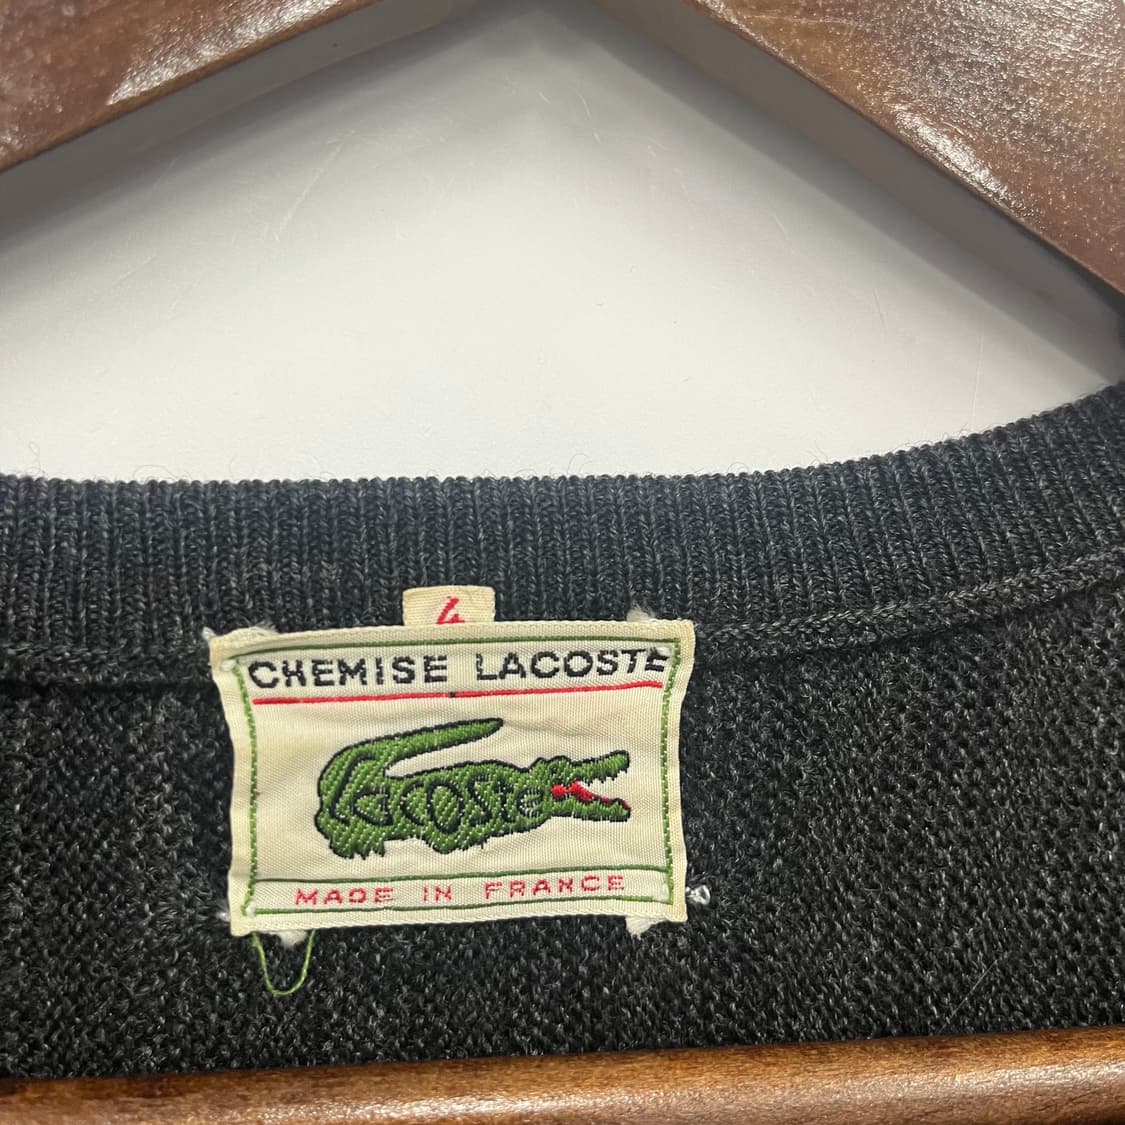 4
CHEMISE LACOSTE
Lacoste
MADE IN FRANCE